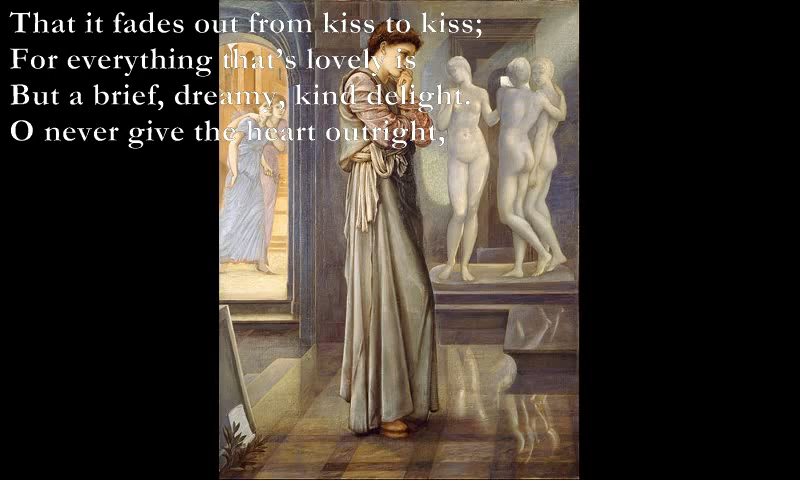 That it fades out from kiss to kiss;
For everything that's lovely is
But a brief, dreamy, kind delight.
O never give the heart outright,